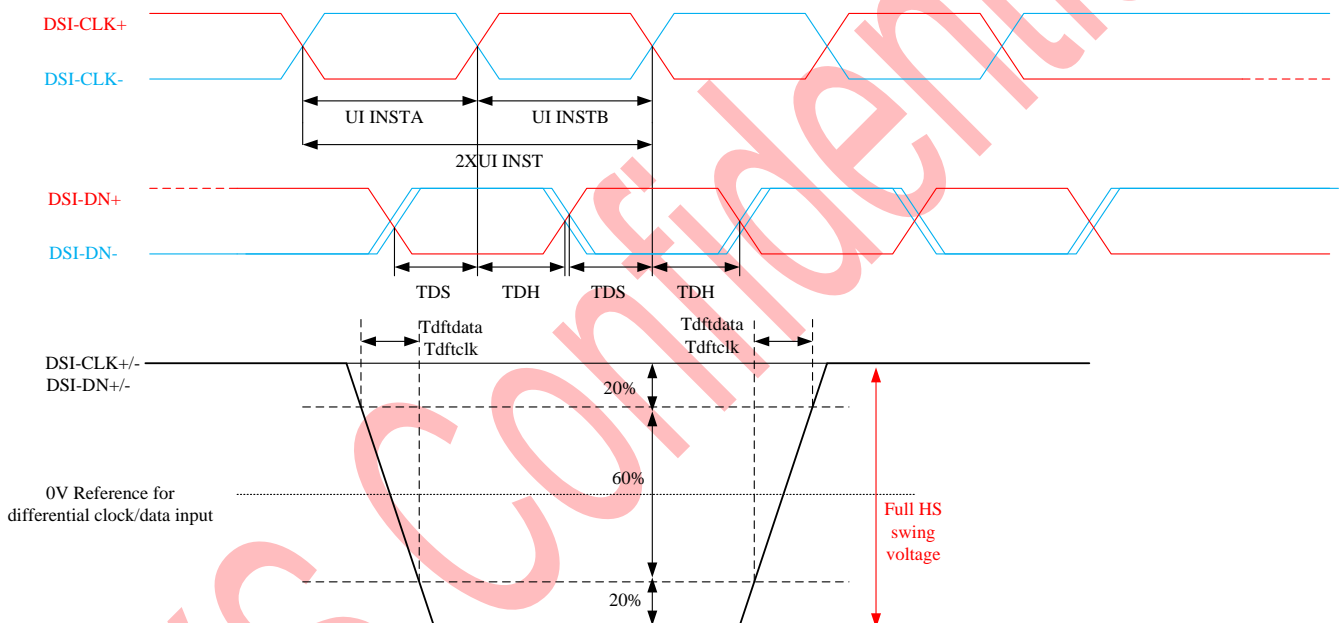 DSI-CLK+
DSI-CLK-
UI INSTA
UI INSTB
2XUI INST
DSI-DN+
DSI-DN-
TDS
TDH
TDS
TDH
Tdftdata
Tdftclk
Tdftdata
Tdftclk
DSI-CLK+/-
DSI-DN+/-
20%
60%
0V Reference for
differential clock/data input
Full HS
swing
voltage
20%